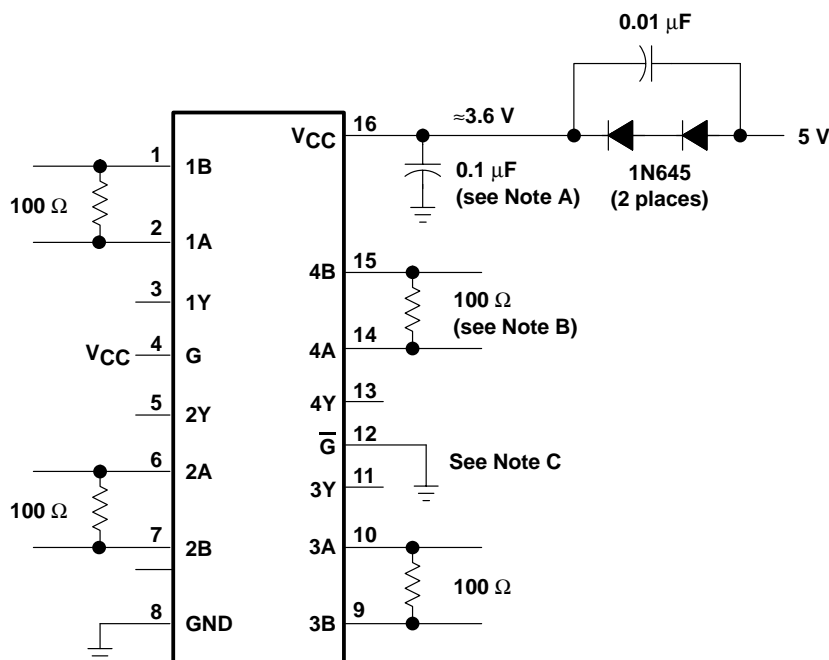 0.01 μF
16
VCC
≈3.6 V
5 V
0.1 μF
(see Note A)
1N645
(2 places)
1
1B
100 Ω
2
1A
3
1Y
VCC
4
G
5
2Y
6
2A
100 Ω
7
2B
8
GND
15
4B
100 Ω
(see Note B)
14
4A
13
4Y
12
G
See Note C
11
3Y
10
3A
100 Ω
9
3B